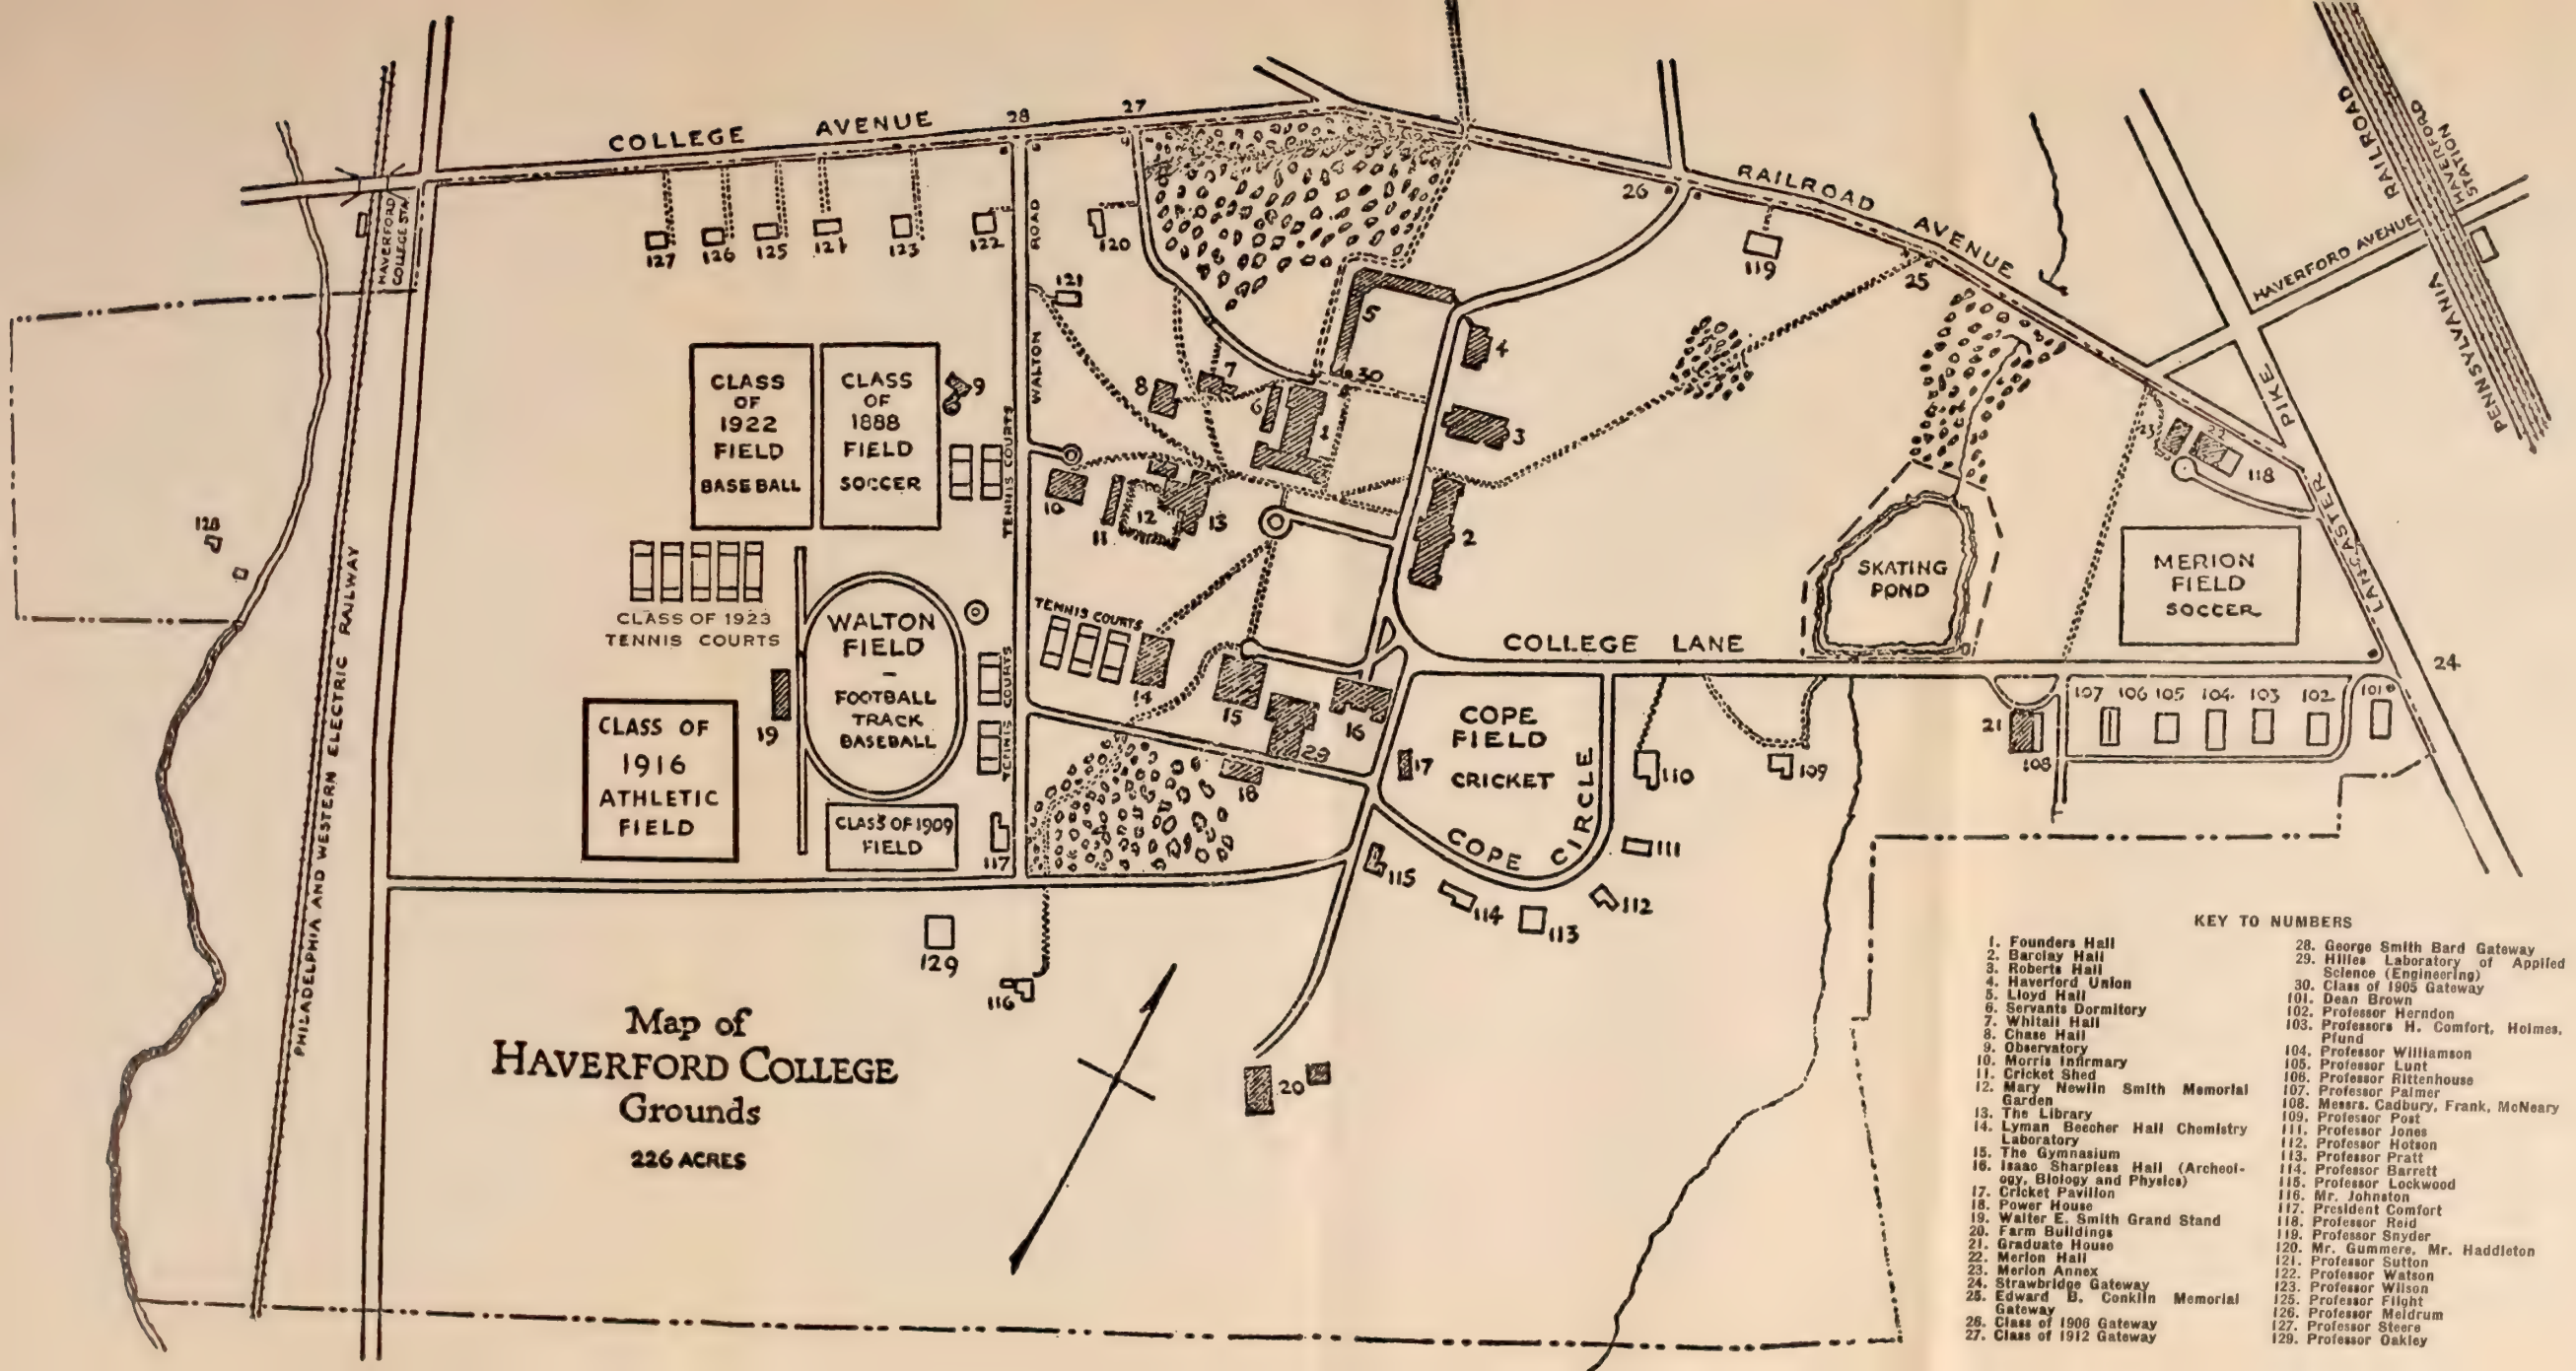 COLLEGE AVENUE
28
27
26
RAILROAD AVENUE
25
HAVERFORD AVENUE
RAILROAD
PENNSYLVANIA
HAVERFORD
STATION
LANCASTER PIKE
HAVERFORD
COLLEGE STA.
127
126
125
121
123
122
120
119
ROAD
WALTON
121
5
4
30
3
7
8
6
1
9
CLASS
OF
1922
FIELD
BASEBALL
CLASS
OF
1888
FIELD
SOCCER
TENNIS COURTS
10
11
12
13
2
23
22
118
128
CLASS OF 1923
TENNIS COURTS
WALTON
FIELD
-
FOOTBALL
TRACK
BASEBALL
TENNIS COURTS
TENNIS COURTS
14
15
16
29
18
17
19
CLASS OF
1916
ATHLETIC
FIELD
CLASS OF 1909
FIELD
117
SKATING
POND
MERION
FIELD
SOCCER
COLLEGE LANE
24
COPE
FIELD
CRICKET
COPE CIRCLE
110
109
21
108
107
106
105
104
103
102
101
111
112
113
114
115
129
116
20
PHILADELPHIA AND WESTERN ELECTRIC RAILWAY
Map of
HAVERFORD COLLEGE
Grounds
226 ACRES
KEY TO NUMBERS
1. Founders Hall
2. Barclay Hall
3. Roberts Hall
4. Haverford Union
5. Lloyd Hall
6. Servants Dormitory
7. Whitall Hall
8. Chase Hall
9. Observatory
10. Morris Infirmary
11. Cricket Shed
12. Mary Newlin Smith Memorial
Garden
13. The Library
14. Lyman Beecher Hall Chemistry
Laboratory
15. The Gymnasium
16. Isaac Sharpless Hall (Archeol-
ogy, Biology and Physics)
17. Cricket Pavilion
18. Power House
19. Walter E. Smith Grand Stand
20. Farm Buildings
21. Graduate House
22. Merion Hall
23. Merion Annex
24. Strawbridge Gateway
25. Edward B. Conklin Memorial
Gateway
26. Class of 1906 Gateway
27. Class of 1912 Gateway
28. George Smith Bard Gateway
29. Hilles Laboratory of Applied
Science (Engineering)
30. Class of 1905 Gateway
101. Dean Brown
102. Professor Herndon
103. Professors H. Comfort, Holmes,
Pfund
104. Professor Williamson
105. Professor Lunt
106. Professor Rittenhouse
107. Professor Palmer
108. Messrs. Cadbury, Frank, McNeary
109. Professor Post
111. Professor Jones
112. Professor Hotson
113. Professor Pratt
114. Professor Barrett
115. Professor Lockwood
116. Mr. Johnston
117. President Comfort
118. Professor Reid
119. Professor Snyder
120. Mr. Gummere, Mr. Haddleton
121. Professor Sutton
122. Professor Watson
123. Professor Wilson
125. Professor Flight
126. Professor Meldrum
127. Professor Steere
129. Professor Oakley